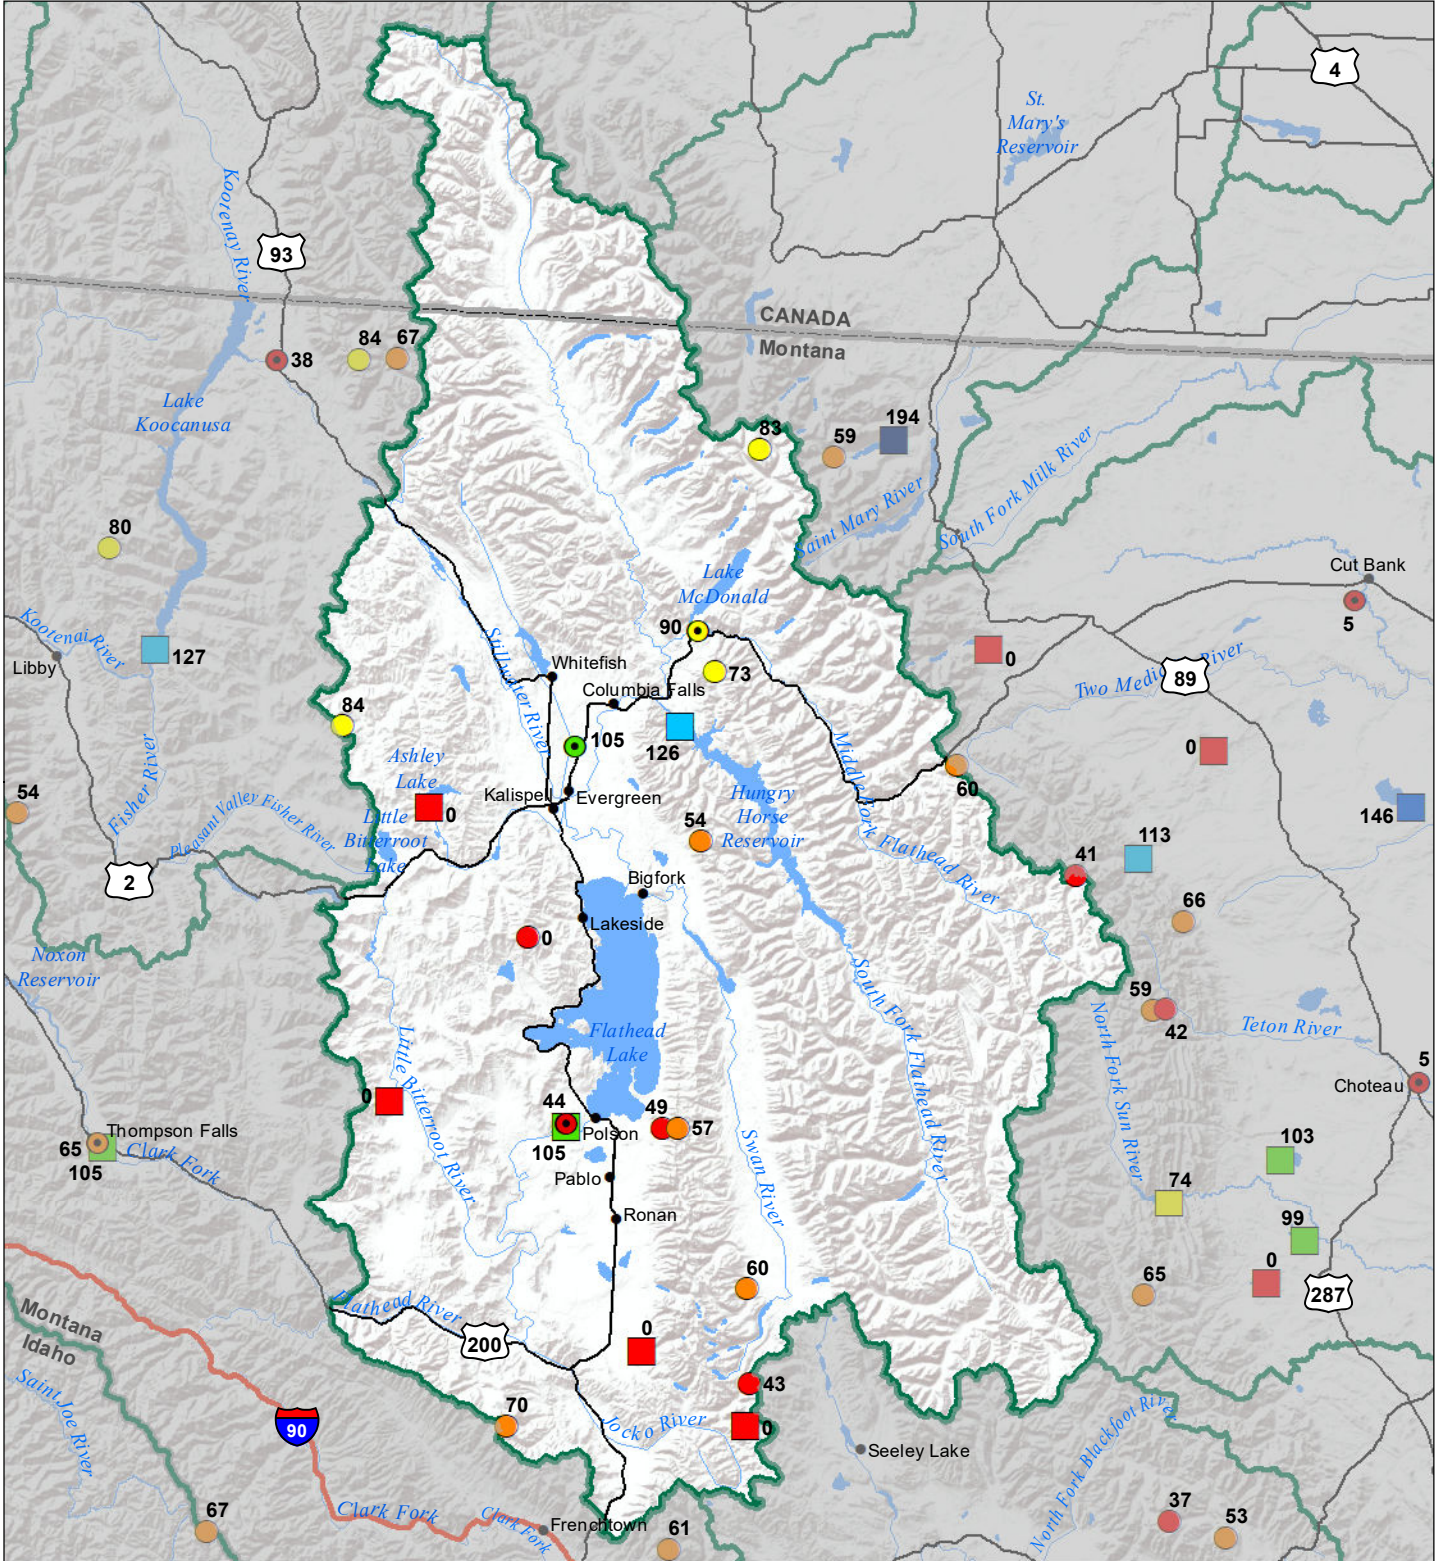 4
St.
Mary's
Reservoir
Kootenay River
93
CANADA
Montana
38
84
67
Lake
Koocanusa
83
59
194
Saint Mary River
South Fork Milk River
80
Cut Bank
5
Lake
McDonald
90
Kootenai River
Libby
127
Stillwater River
Whitefish
73
Columbia Falls
0
Two Medic
River
89
84
105
126
Middle Fork Flathead River
60
0
Ashley
Lake
0
Kalispell
Evergreen
Hungry
Horse
Reservoir
54
Fisher River
Pleasant Valley Fisher River
Little
Bitterroot
Lake
54
146
113
41
2
Bigfork
Lakeside
66
0
Noxon
Reservoir
South Fork Flathead River
59
42
North Fork Sun River
Teton River
Flathead
Lake
Little Bitterroot River
5
Choteau
0
44
105
Polson
49
57
Thompson Falls
65
105
Clark Fork
Swan River
103
Pablo
74
Ronan
99
60
65
0
287
Montana
Idaho
Flathead River
200
0
Saint Joe River
43
0
70
Jocko River
90
Seeley Lake
North Fork Blackfoot River
Clark Fork
Clark Fork
67
Frenchtown
61
37
53